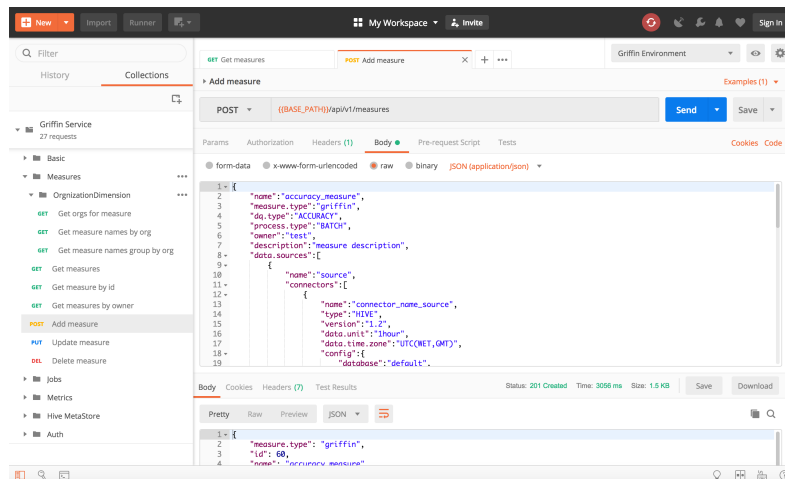 New Import Runner My Workspace Invite Sign In
Filter
History Collections
Griffin Service
27 requests
Basic
Measures
OrgnizationDimension
GET Get orgs for measure
GET Get measure names by org
GET Get measure names group by org
GET Get measures
GET Get measure by id
GET Get measures by owner
POST Add measure
PUT Update measure
DEL Delete measure
Jobs
Metrics
Hive MetaStore
Auth
GET Get measures POST Add measure Griffin Environment
Add measure Examples (1)
POST {{BASE_PATH}}/api/v1/measures Send Save
Params Authorization Headers (1) Body Pre-request Script Tests Cookies Code
form-data x-www-form-urlencoded raw binary JSON (application/json)
1 {
2 "name":"accuracy_measure",
3 "measure.type":"griffin",
4 "dq.type":"ACCURACY",
5 "process.type":"BATCH",
6 "owner":"test",
7 "description":"measure description",
8 "data.sources":[
9 {
10 "name":"source",
11 "connectors":[
12 {
13 "name":"connector_name_source",
14 "type":"HIVE",
15 "version":"1.2",
16 "data.unit":"1hour",
17 "data.time.zone":"UTC(WET,GMT)",
18 "config":{
19 "database":"default",
Body Cookies Headers (7) Test Results Status: 201 Created Time: 3056 ms Size: 1.5 KB Save Download
Pretty Raw Preview JSON
1 {
2 "measure.type": "griffin",
3 "id": 60,
4 "name": "accuracy_measure"